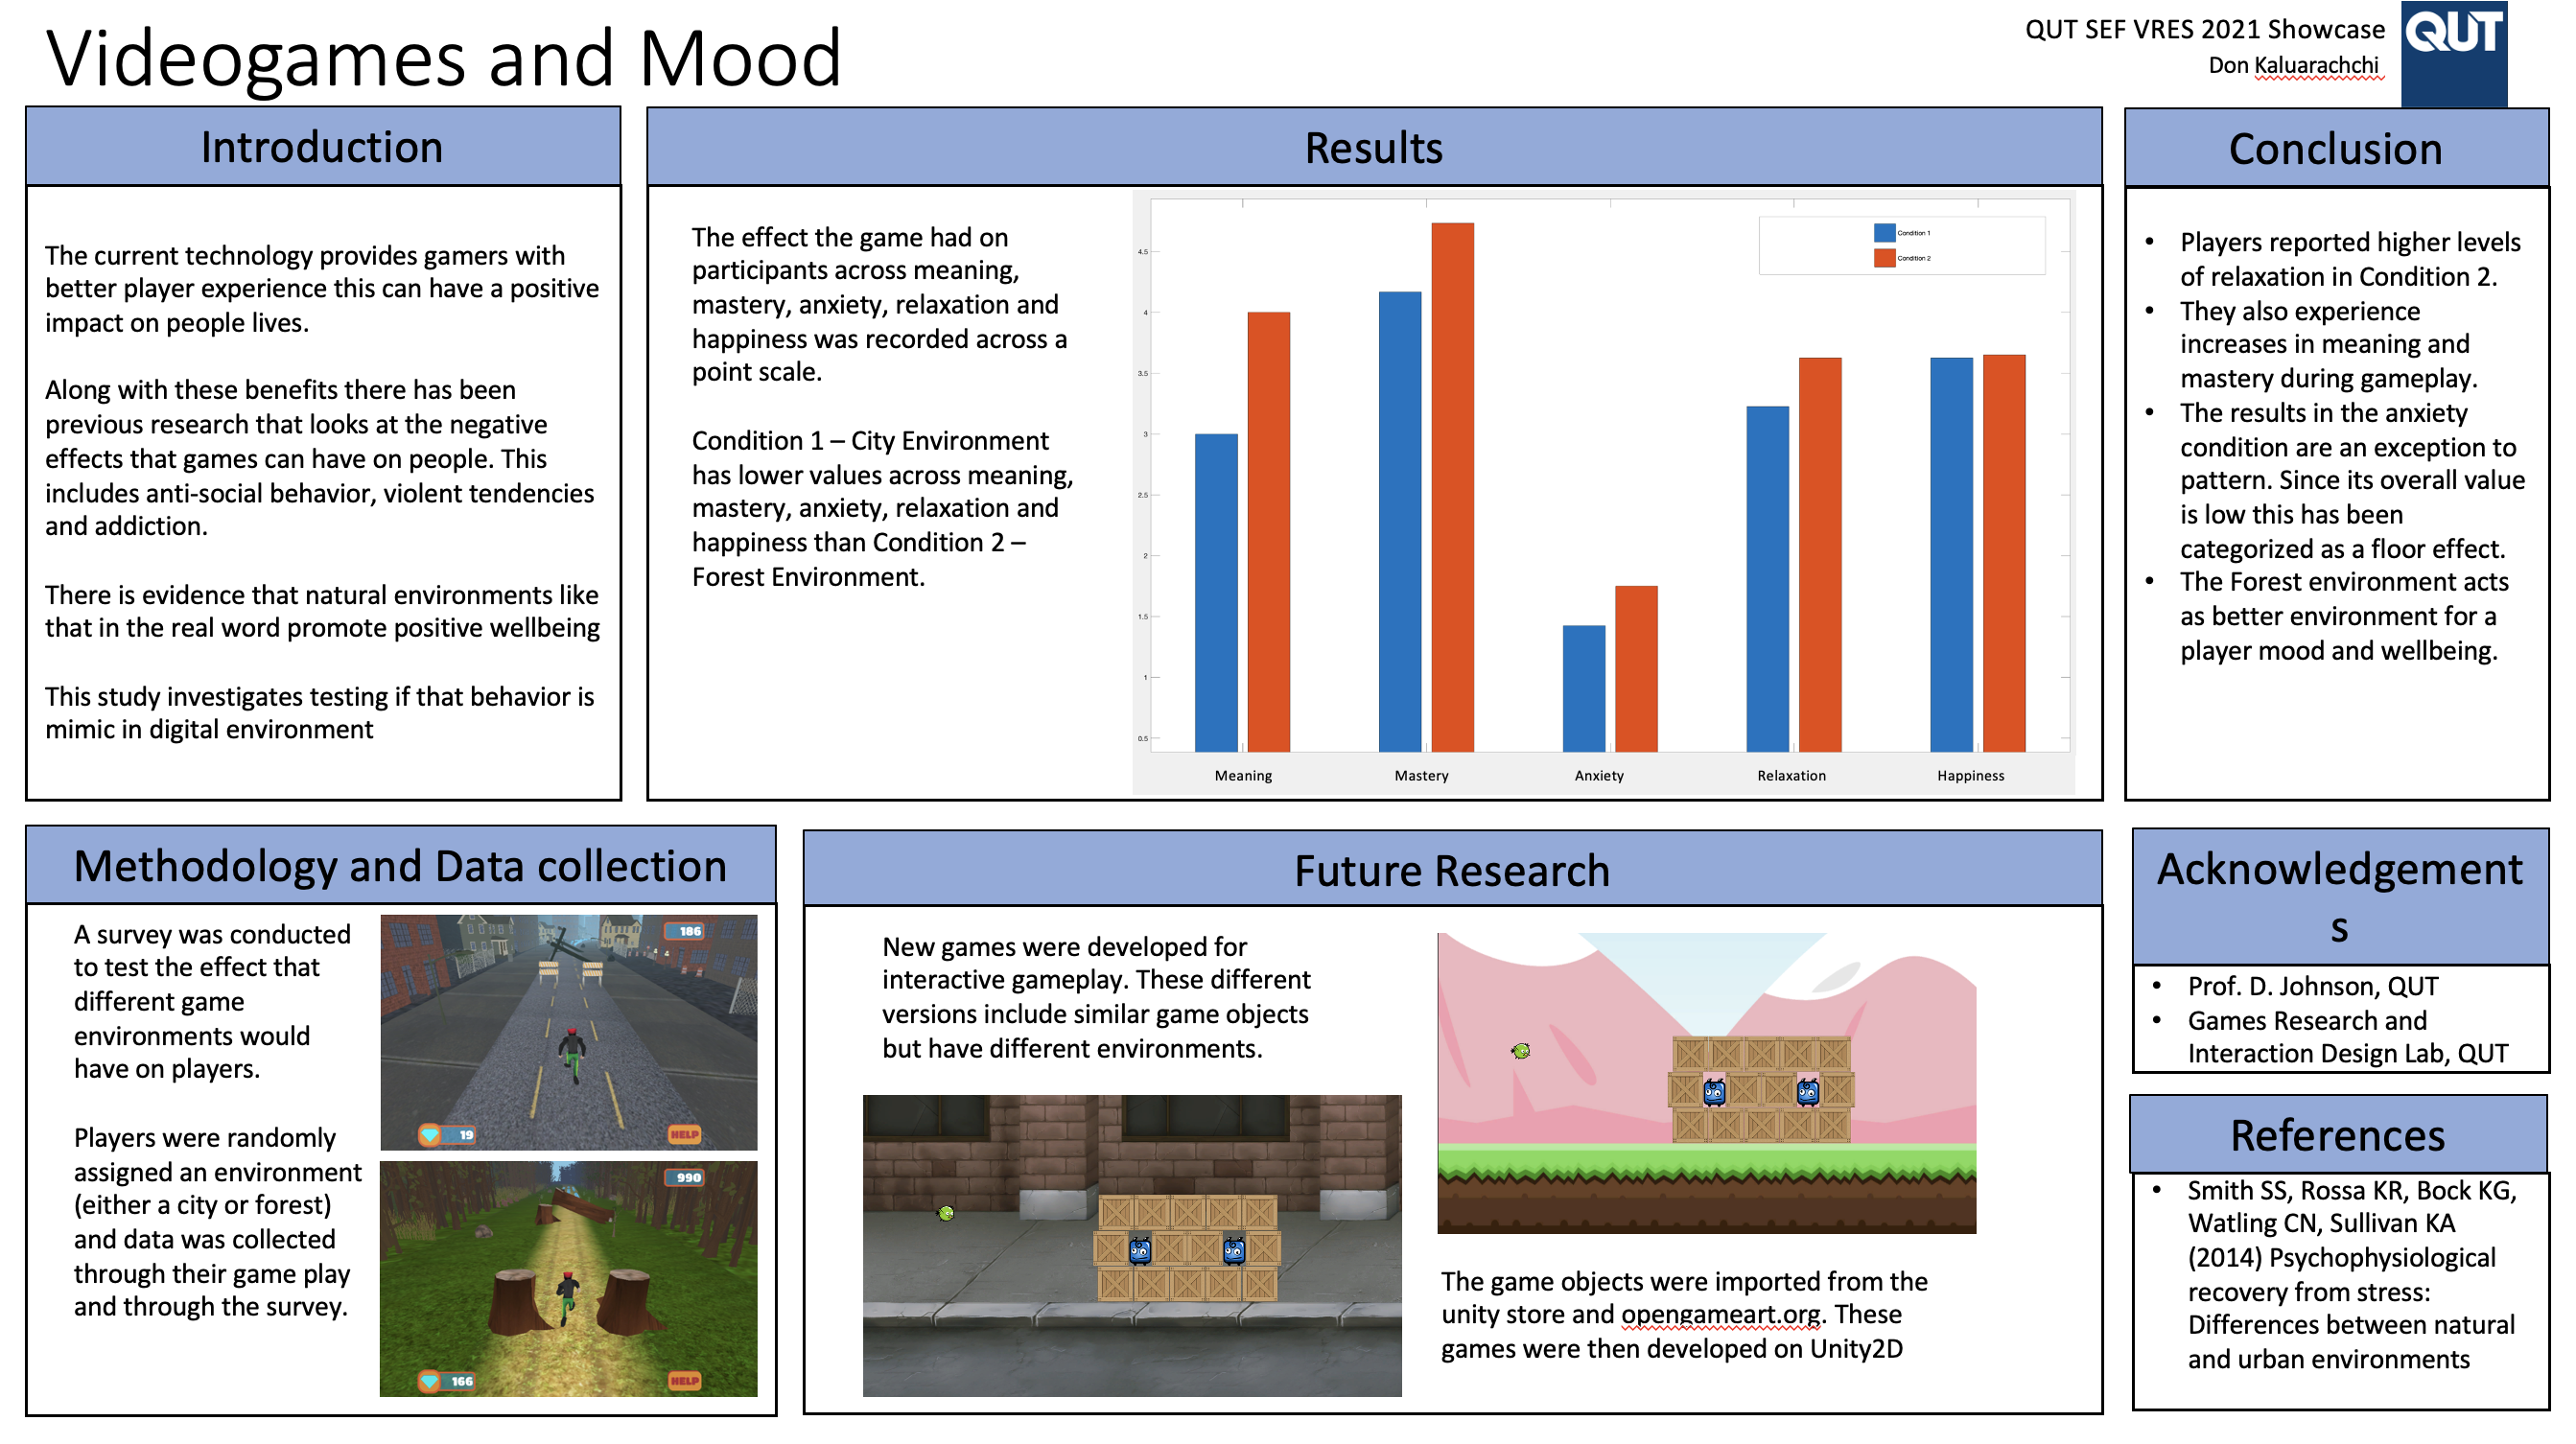 Videogames and Mood
QUT SEF VRES 2021 Showcase
Don Kaluarachchi
QUT
Introduction
The current technology provides gamers with
better player experience this can have a positive
impact on people lives.
Along with these benefits there has been
previous research that looks at the negative
effects that games can have on people. This
includes anti-social behavior, violent tendencies
and addiction.
There is evidence that natural environments like
that in the real word promote positive wellbeing
This study investigates testing if that behavior is
mimic in digital environment
Results
The effect the game had on
participants across meaning,
mastery, anxiety, relaxation and
happiness was recorded across a
point scale.
Condition 1 – City Environment
has lower values across meaning,
mastery, anxiety, relaxation and
happiness than Condition 2 –
Forest Environment.
Condition 1
Condition 2
4.5
4
3.5
3
2.5
2
1.5
1
0.5
Meaning Mastery Anxiety Relaxation Happiness
Conclusion
• Players reported higher levels
of relaxation in Condition 2.
• They also experience
increases in meaning and
mastery during gameplay.
• The results in the anxiety
condition are an exception to
pattern. Since its overall value
is low this has been
categorized as a floor effect.
• The Forest environment acts
as better environment for a
player mood and wellbeing.
Methodology and Data collection
A survey was conducted
to test the effect that
different game
environments would
have on players.
Players were randomly
assigned an environment
(either a city or forest)
and data was collected
through their game play
and through the survey.
186
19
HELP
990
166
HELP
Future Research
New games were developed for
interactive gameplay. These different
versions include similar game objects
but have different environments.
The game objects were imported from the
unity store and opengameart.org. These
games were then developed on Unity2D
Acknowledgement
s
• Prof. D. Johnson, QUT
• Games Research and
Interaction Design Lab, QUT
References
• Smith SS, Rossa KR, Bock KG,
Watling CN, Sullivan KA
(2014) Psychophysiological
recovery from stress:
Differences between natural
and urban environments